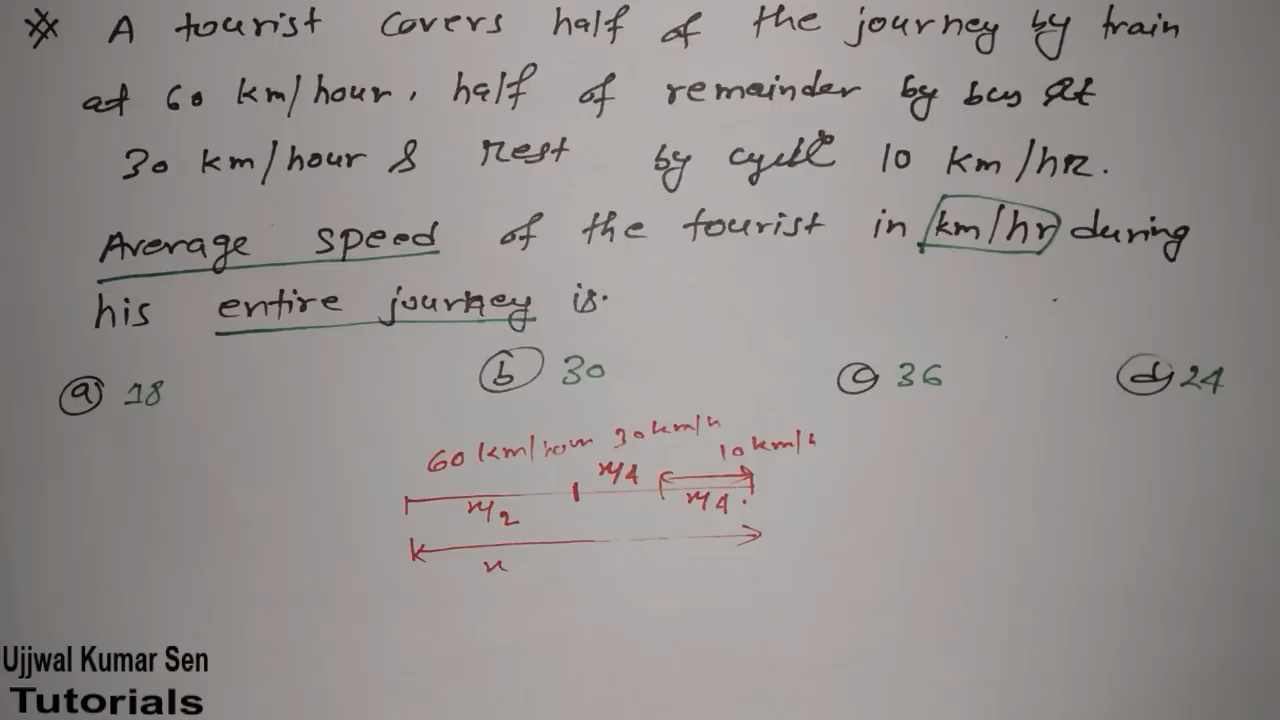 ※ A tourist covers half of the journey by train
at 60 km/hour, half of remainder by bus at
30 km/hour & rest by cycle 10 km/hr.
Average speed of the tourist in km/hr during
his entire journey is.
(a) 18 (b) 30 (c) 36 (d) 24
60 km/hour 30 km/h 10 km/h
x/2 x/4 x/4
x
Ujjwal Kumar Sen
Tutorials